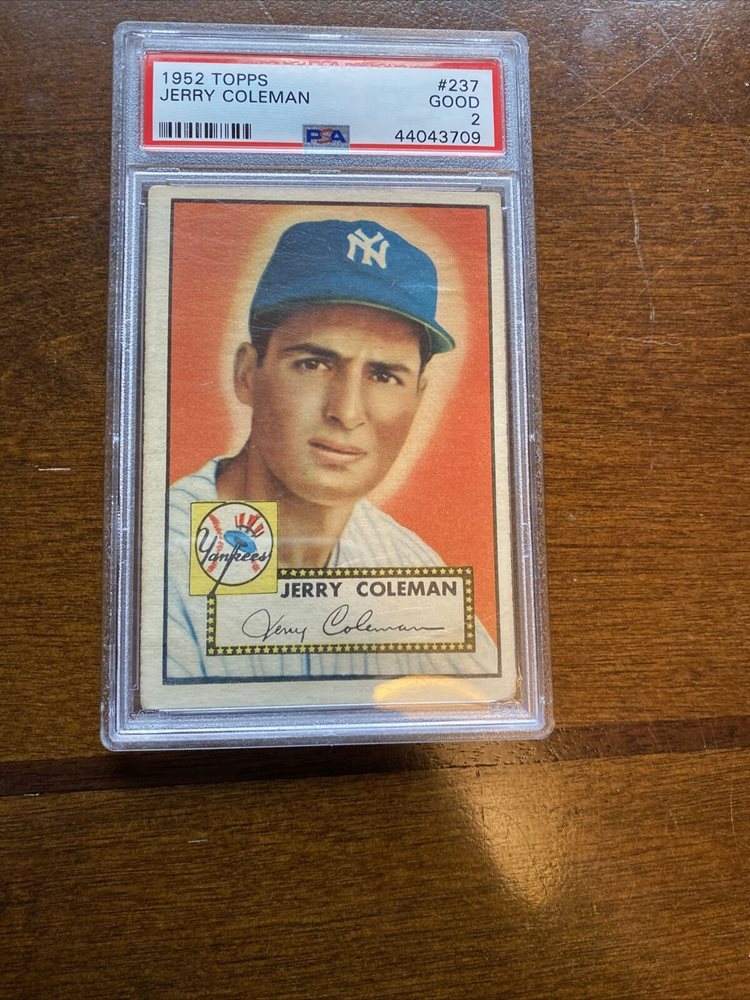 1952 TOPPS #237
JERRY COLEMAN GOOD
2
PSA 44043709
NY
Yankees
JERRY COLEMAN
Jerry Coleman